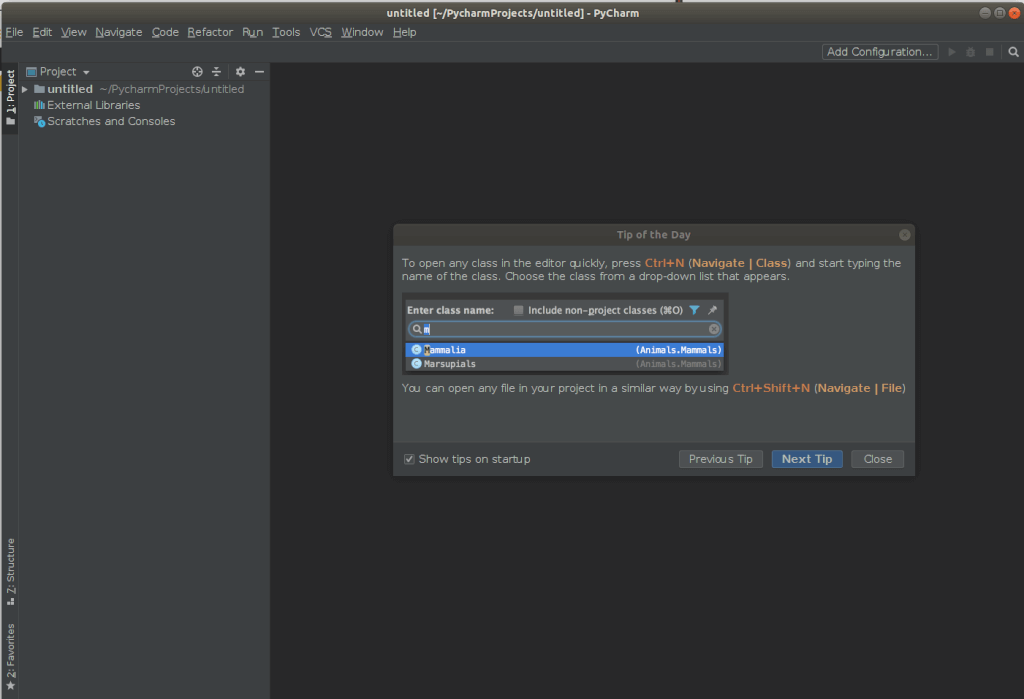 untitled [~/PycharmProjects/untitled] - PyCharm
File Edit View Navigate Code Refactor Run Tools VCS Window Help
Add Configuration...
1: Project
Project
untitled ~/PycharmProjects/untitled
External Libraries
Scratches and Consoles
Tip of the Day
To open any class in the editor quickly, press Ctrl+N (Navigate | Class) and start typing the
name of the class. Choose the class from a drop-down list that appears.
Enter class name: Include non-project classes (⌘O)
m
C Mammalia (Animals.Mammals)
C Marsupials (Animals.Mammals)
You can open any file in your project in a similar way by using Ctrl+Shift+N (Navigate | File)
Show tips on startup
Previous Tip Next Tip Close
Z: Structure
2: Favorites